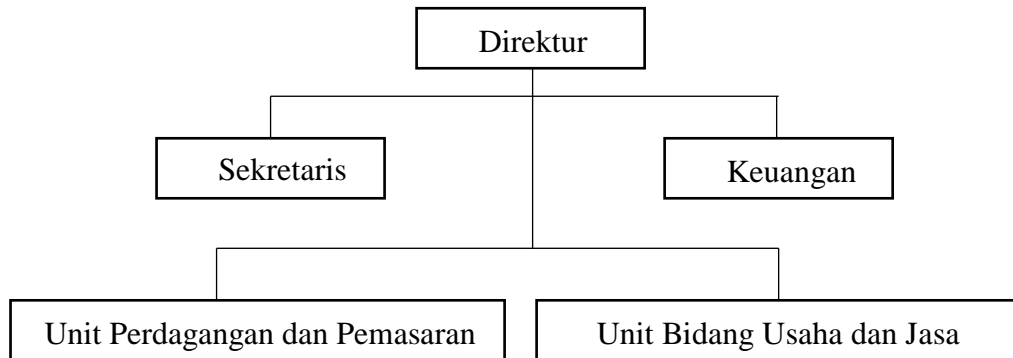 Direktur
Sekretaris
Keuangan
Unit Perdagangan dan Pemasaran
Unit Bidang Usaha dan Jasa